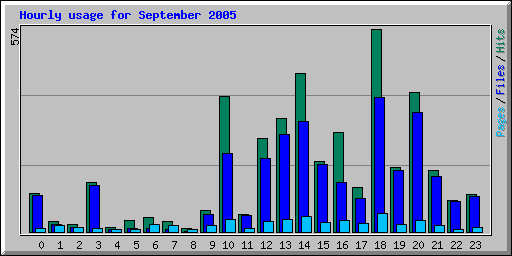 Hourly usage for September 2005
574
Pages / Files / Hits
0 1 2 3 4 5 6 7 8 9 10 11 12 13 14 15 16 17 18 19 20 21 22 23